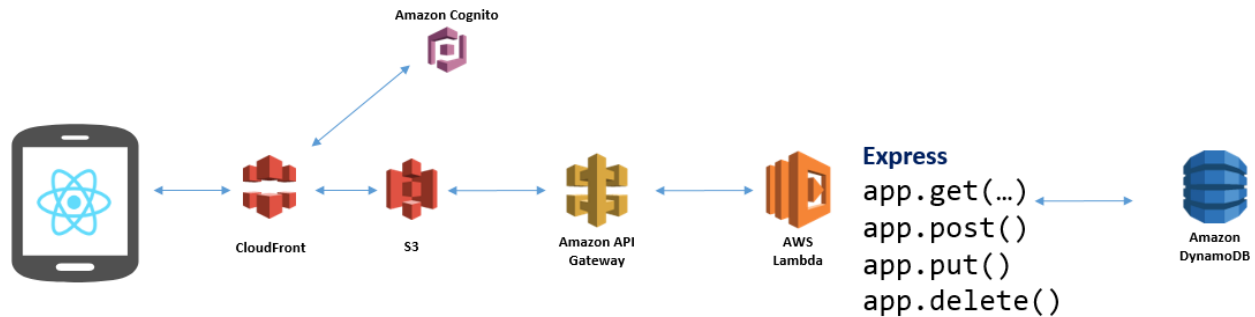 Amazon Cognito
CloudFront
S3
Amazon API
Gateway
AWS
Lambda
Express
app.get(…)
app.post()
app.put()
app.delete()
Amazon
DynamoDB